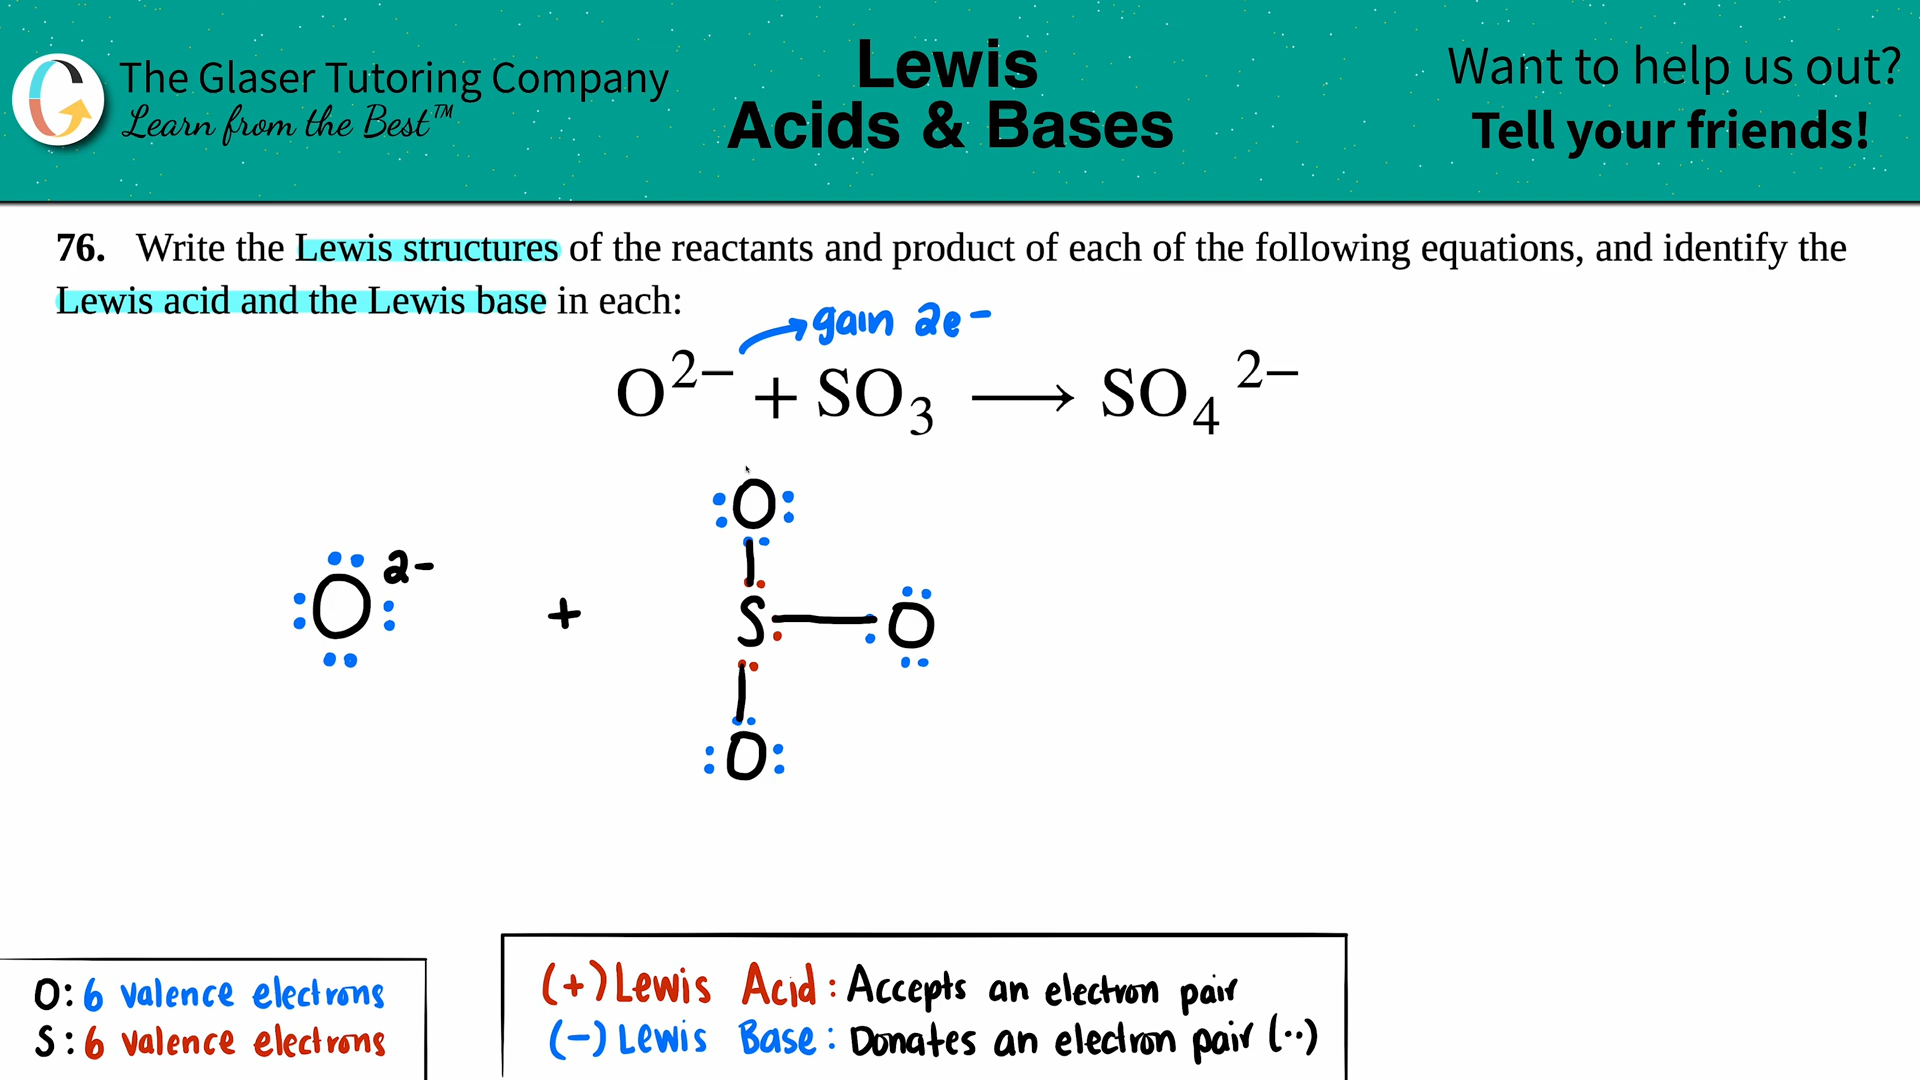 The Glaser Tutoring Company
Learn from the Best™
Lewis
Acids & Bases
Want to help us out?
Tell your friends!
76. Write the Lewis structures of the reactants and product of each of the following equations, and identify the
Lewis acid and the Lewis base in each:
gain 2e-
O²⁻ + SO₃ ⟶ SO₄²⁻
O
O 2- + S O
O
O: 6 valence electrons
S: 6 valence electrons
(+) Lewis Acid: Accepts an electron pair
(-) Lewis Base: Donates an electron pair (··)